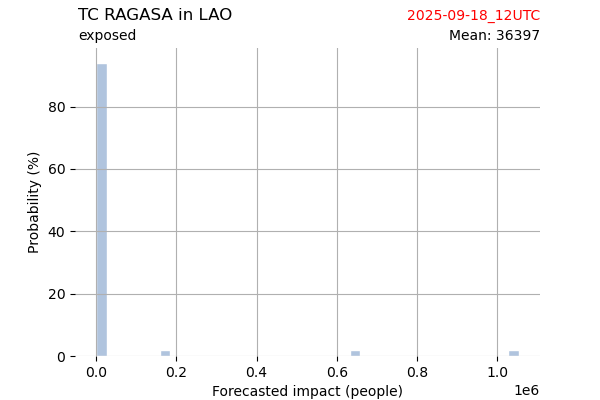 TC RAGASA in LAO
2025-09-18_12UTC
exposed
Mean: 36397
Probability (%)
80
60
40
20
0
0.0 0.2 0.4 0.6 0.8 1.0
1e6
Forecasted impact (people)